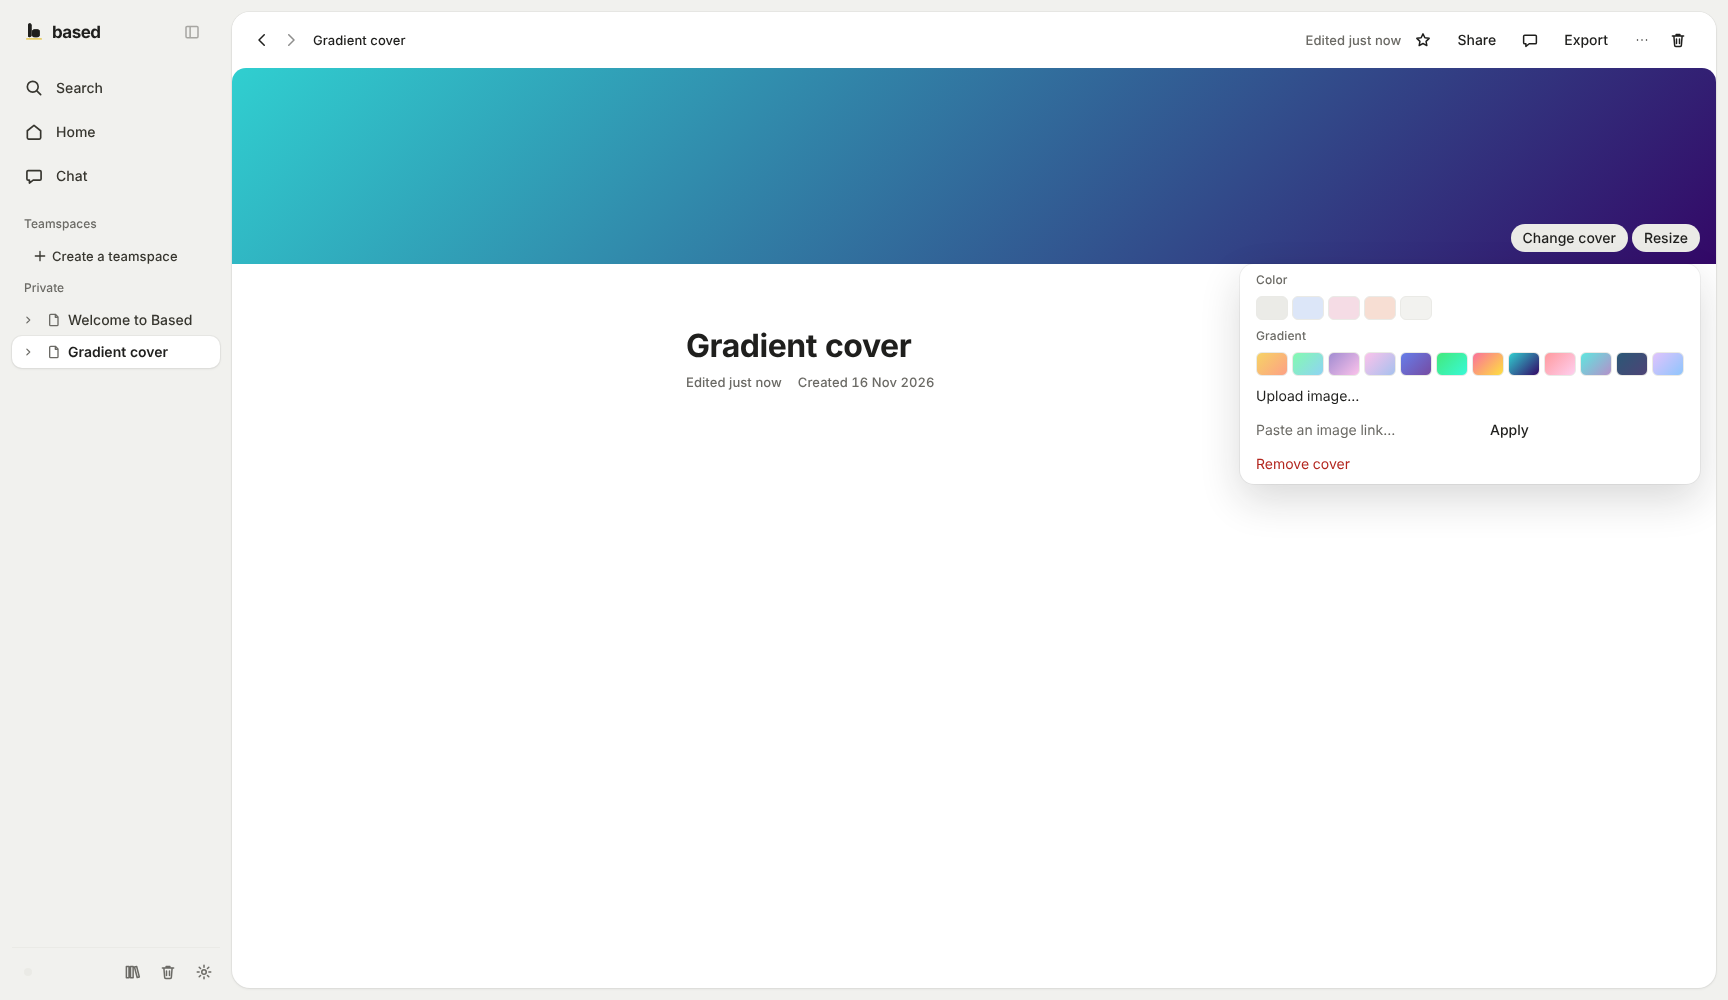 based
Search
Home
Chat
Teamspaces
Create a teamspace
Private
Welcome to Based
Gradient cover
Gradient cover
Edited just now
Share
Export
Change cover
Resize
Gradient cover
Edited just now
Created 16 Nov 2026
Color
Gradient
Upload image...
Paste an image link...
Apply
Remove cover